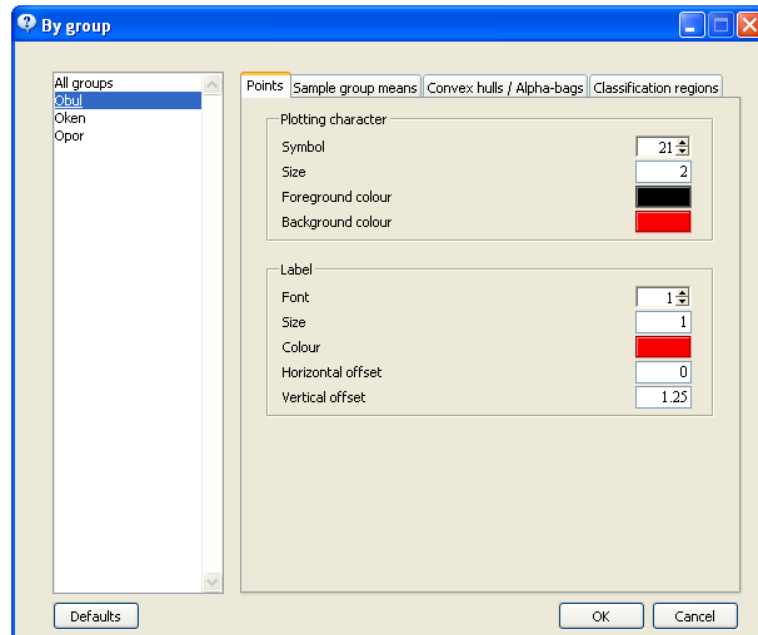 By group
All groups
Obul
Oken
Opor
Points Sample group means Convex hulls / Alpha-bags Classification regions
Plotting character
Symbol 21
Size 2
Foreground colour
Background colour
Label
Font 1
Size 1
Colour
Horizontal offset 0
Vertical offset 1.25
Defaults OK Cancel